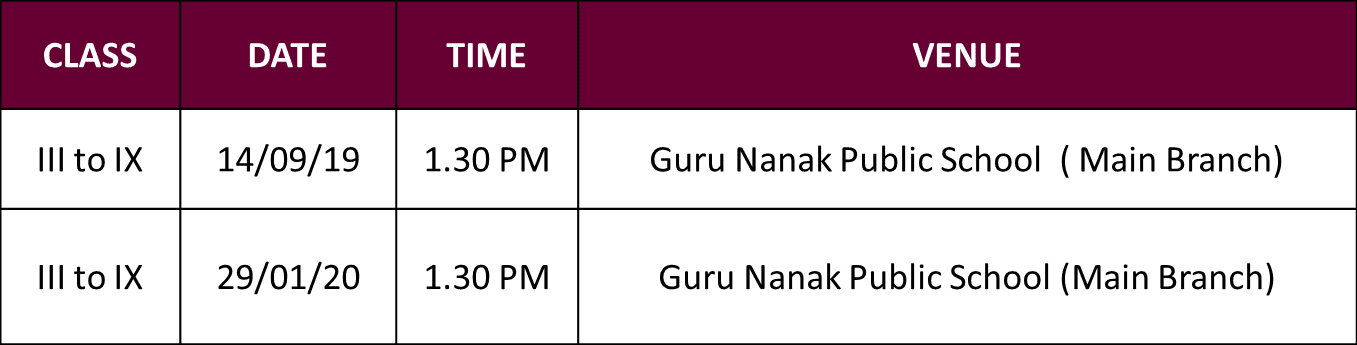 CLASS DATE TIME VENUE
III to IX 14/09/19 1.30 PM Guru Nanak Public School  ( Main Branch)
III to IX 29/01/20 1.30 PM Guru Nanak Public School (Main Branch)